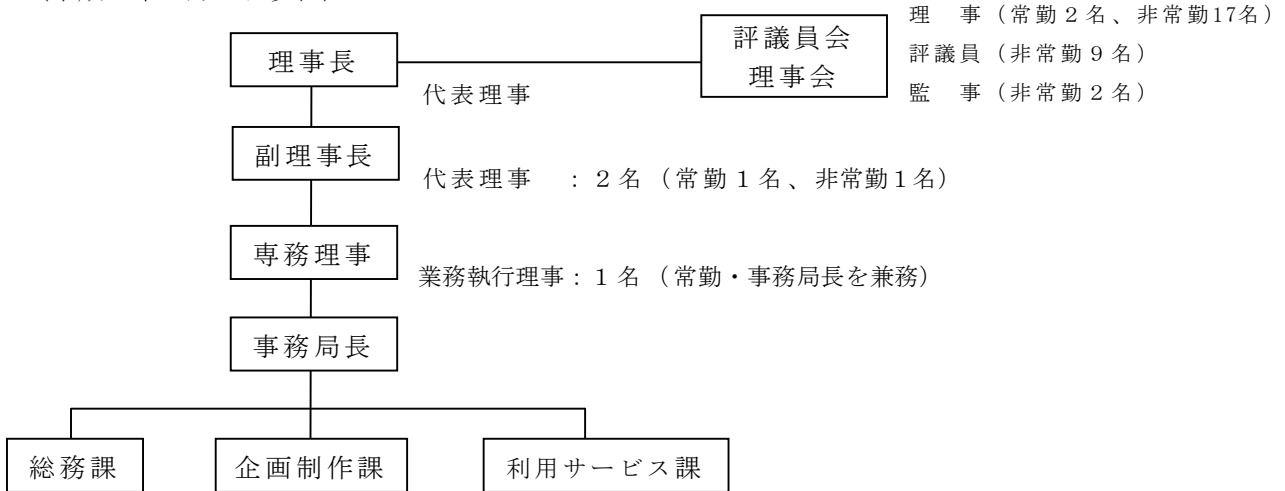 理　事（常勤２名、非常勤17名）
理事長
評議員会
理事会
評議員（非常勤９名）
監　事（非常勤２名）
代表理事
副理事長
代表理事　：２名（常勤１名、非常勤１名）
専務理事
業務執行理事：１名（常勤・事務局長を兼務）
事務局長
総務課
企画制作課
利用サービス課